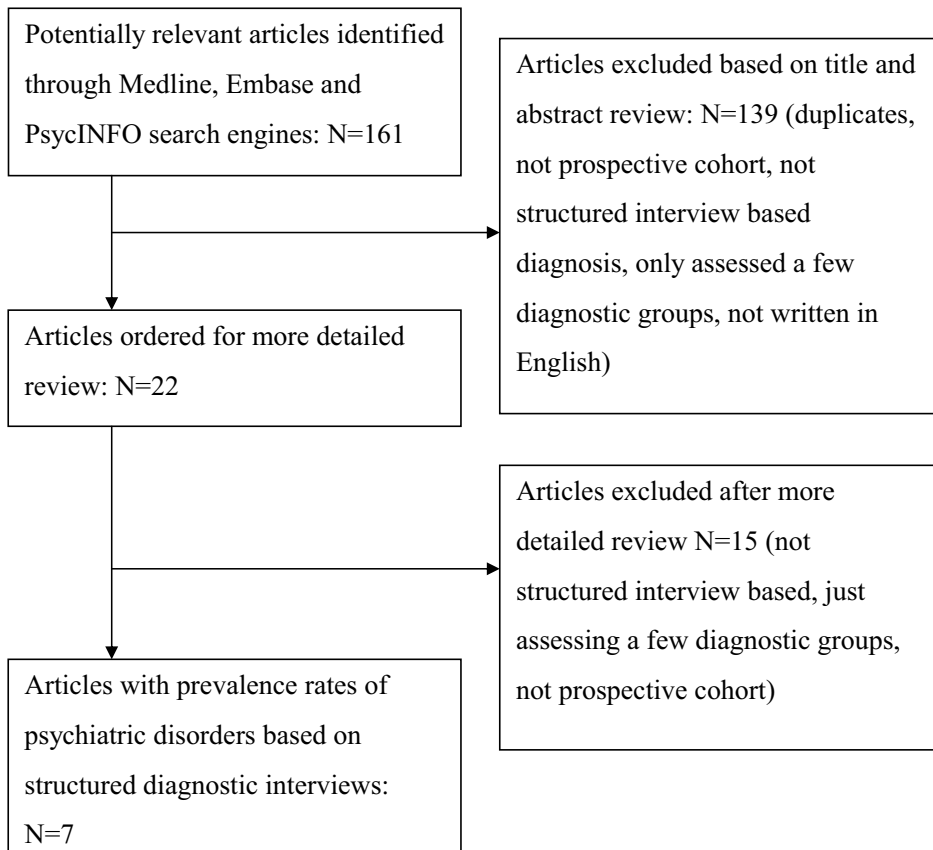 Potentially relevant articles identified
through Medline, Embase and
PsycINFO search engines: N=161
Articles excluded based on title and
abstract review: N=139 (duplicates,
not prospective cohort, not
structured interview based
diagnosis, only assessed a few
diagnostic groups, not written in
English)
Articles ordered for more detailed
review: N=22
Articles excluded after more
detailed review N=15 (not
structured interview based, just
assessing a few diagnostic groups,
not prospective cohort)
Articles with prevalence rates of
psychiatric disorders based on
structured diagnostic interviews:
N=7